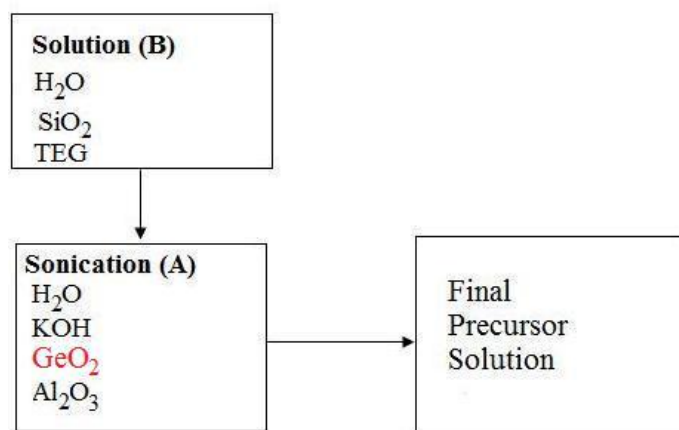 Solution (B)
H₂O
SiO₂
TEG
Sonication (A)
H₂O
KOH
GeO₂
Al₂O₃
Final
Precursor
Solution